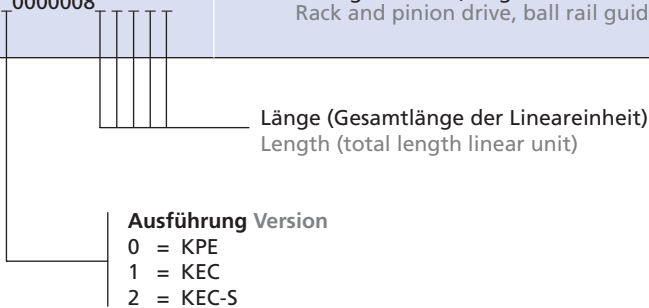 0000008
Rack and pinion drive, ball rail guid
Länge (Gesamtlänge der Lineareinheit)
Length (total length linear unit)
Ausführung Version
0 = KPE
1 = KEC
2 = KEC-S